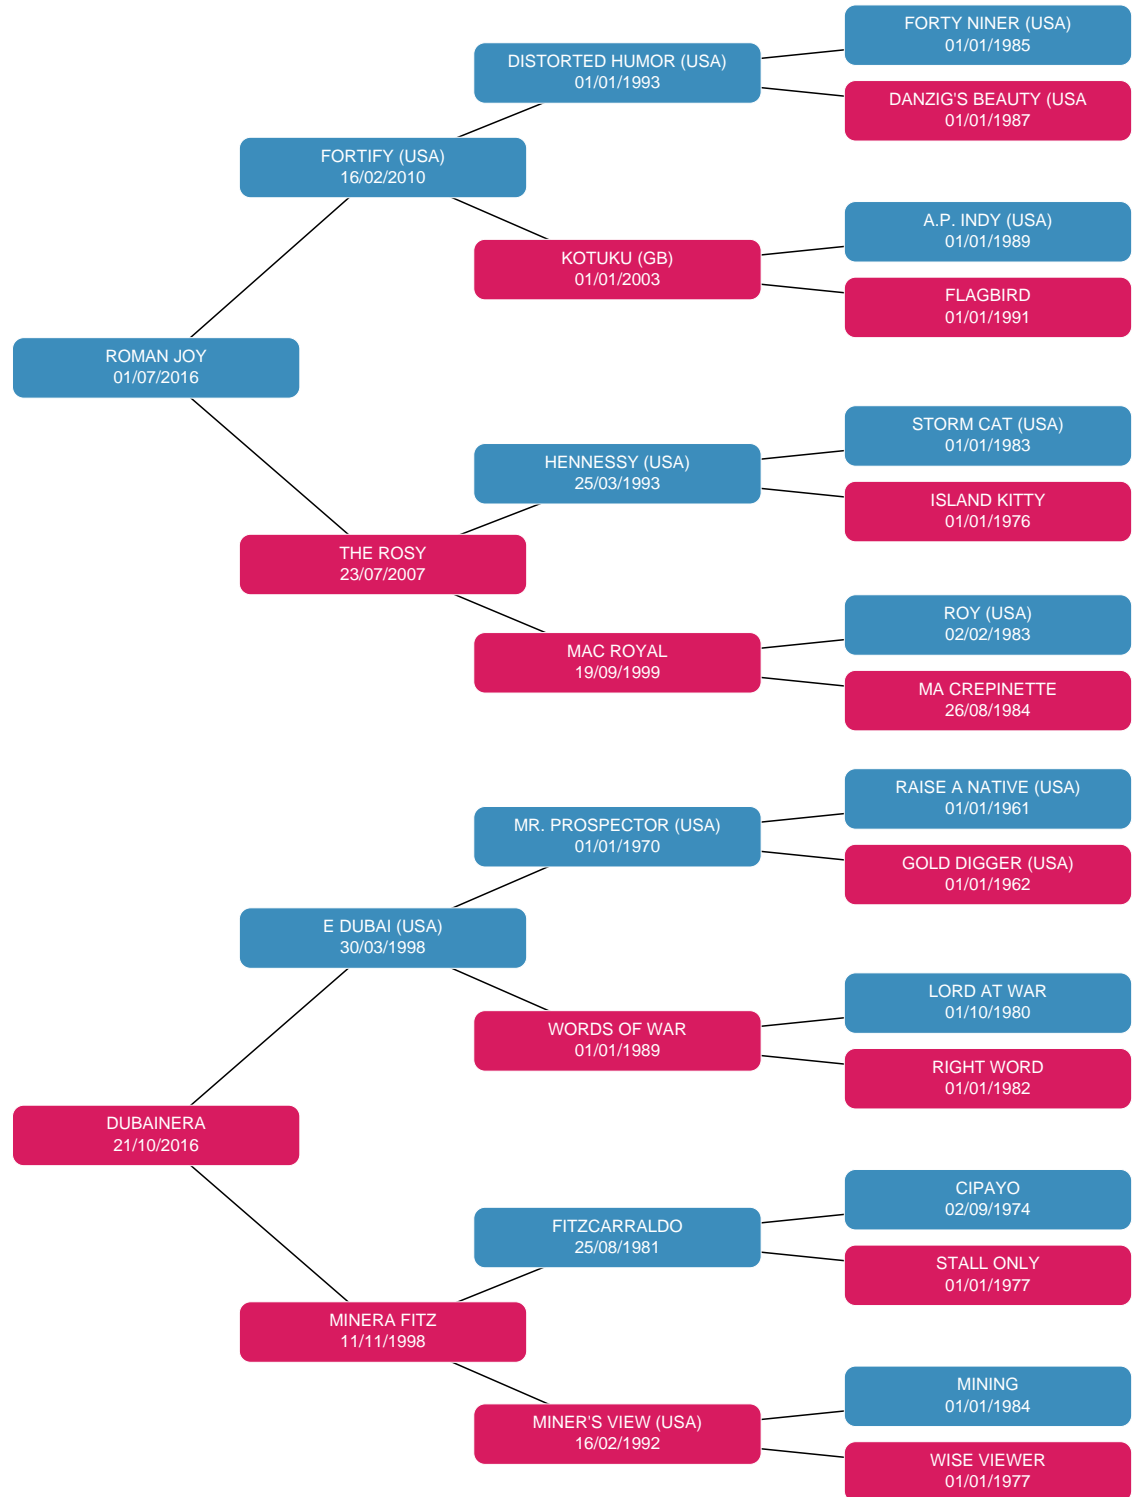 FORTY NINER (USA)
01/01/1985
DISTORTED HUMOR (USA)
01/01/1993
DANZIG'S BEAUTY (USA
01/01/1987
FORTIFY (USA)
16/02/2010
A.P. INDY (USA)
01/01/1989
KOTUKU (GB)
01/01/2003
FLAGBIRD
01/01/1991
ROMAN JOY
01/07/2016
STORM CAT (USA)
01/01/1983
HENNESSY (USA)
25/03/1993
ISLAND KITTY
01/01/1976
THE ROSY
23/07/2007
ROY (USA)
02/02/1983
MAC ROYAL
19/09/1999
MA CREPINETTE
26/08/1984
RAISE A NATIVE (USA)
01/01/1961
MR. PROSPECTOR (USA)
01/01/1970
GOLD DIGGER (USA)
01/01/1962
E DUBAI (USA)
30/03/1998
LORD AT WAR
01/10/1980
WORDS OF WAR
01/01/1989
RIGHT WORD
01/01/1982
DUBAINERA
21/10/2016
CIPAYO
02/09/1974
FITZCARRALDO
25/08/1981
STALL ONLY
01/01/1977
MINERA FITZ
11/11/1998
MINING
01/01/1984
MINER'S VIEW (USA)
16/02/1992
WISE VIEWER
01/01/1977